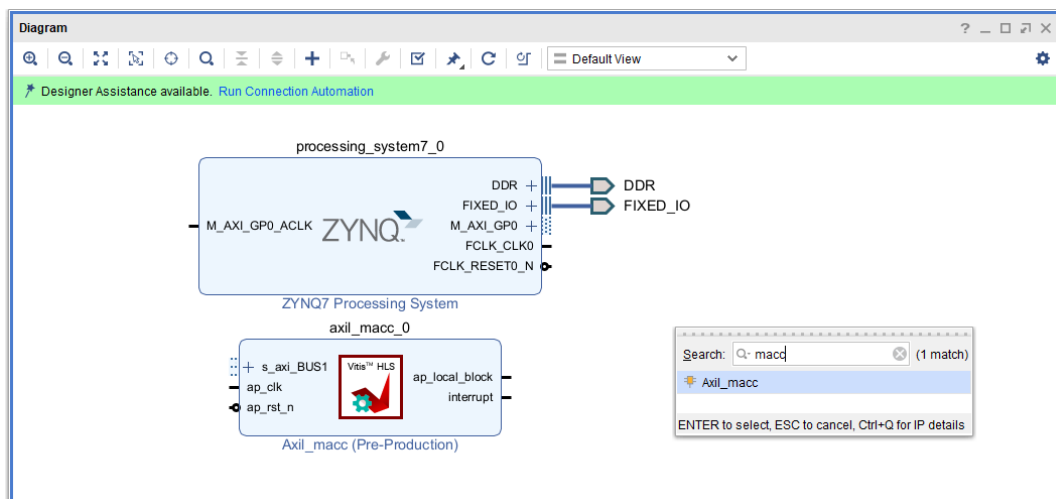 Diagram
Default View
Designer Assistance available. Run Connection Automation
processing_system7_0
DDR
FIXED_IO
M_AXI_GP0_ACLK
ZYNQ
M_AXI_GP0
FCLK_CLK0
FCLK_RESET0_N
DDR
FIXED_IO
ZYNQ7 Processing System
axil_macc_0
s_axi_BUS1
ap_clk
ap_rst_n
Vitis™ HLS
ap_local_block
interrupt
Axil_macc (Pre-Production)
Search: macc (1 match)
Axil_macc
ENTER to select, ESC to cancel, Ctrl+Q for IP details